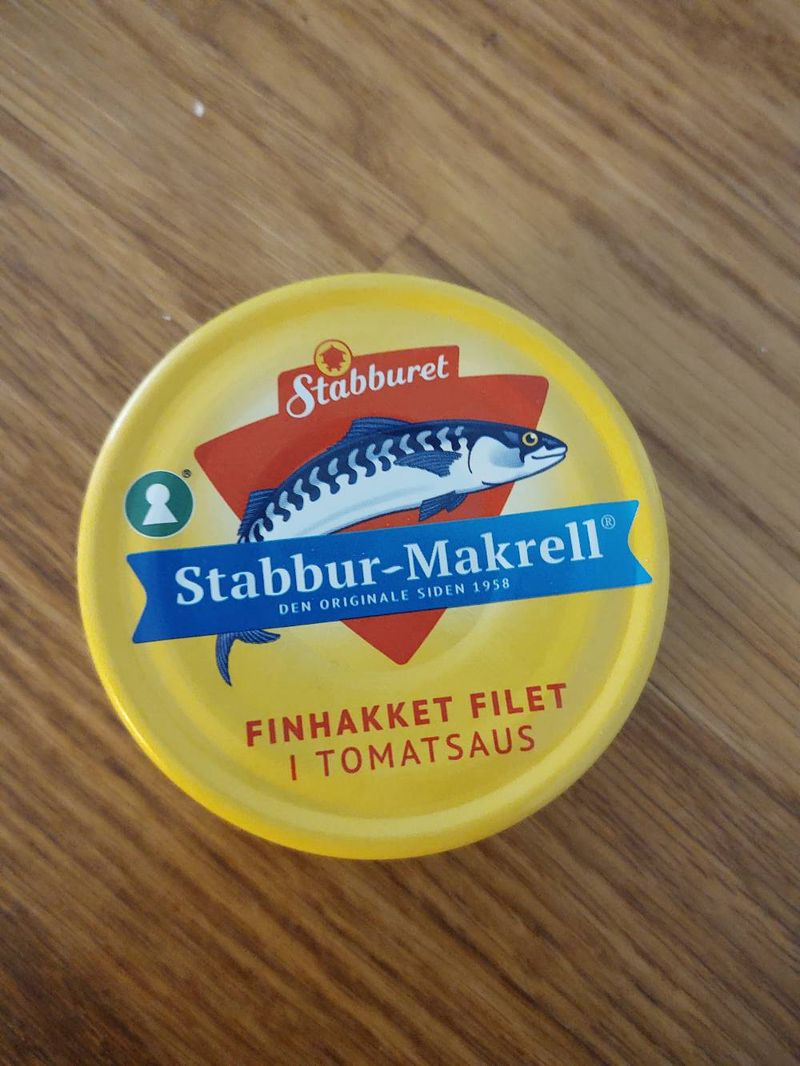 Stabburet
Stabbur-Makrell®
DEN ORIGINALE SIDEN 1958
FINHAKKET FILET
I TOMATSAUS